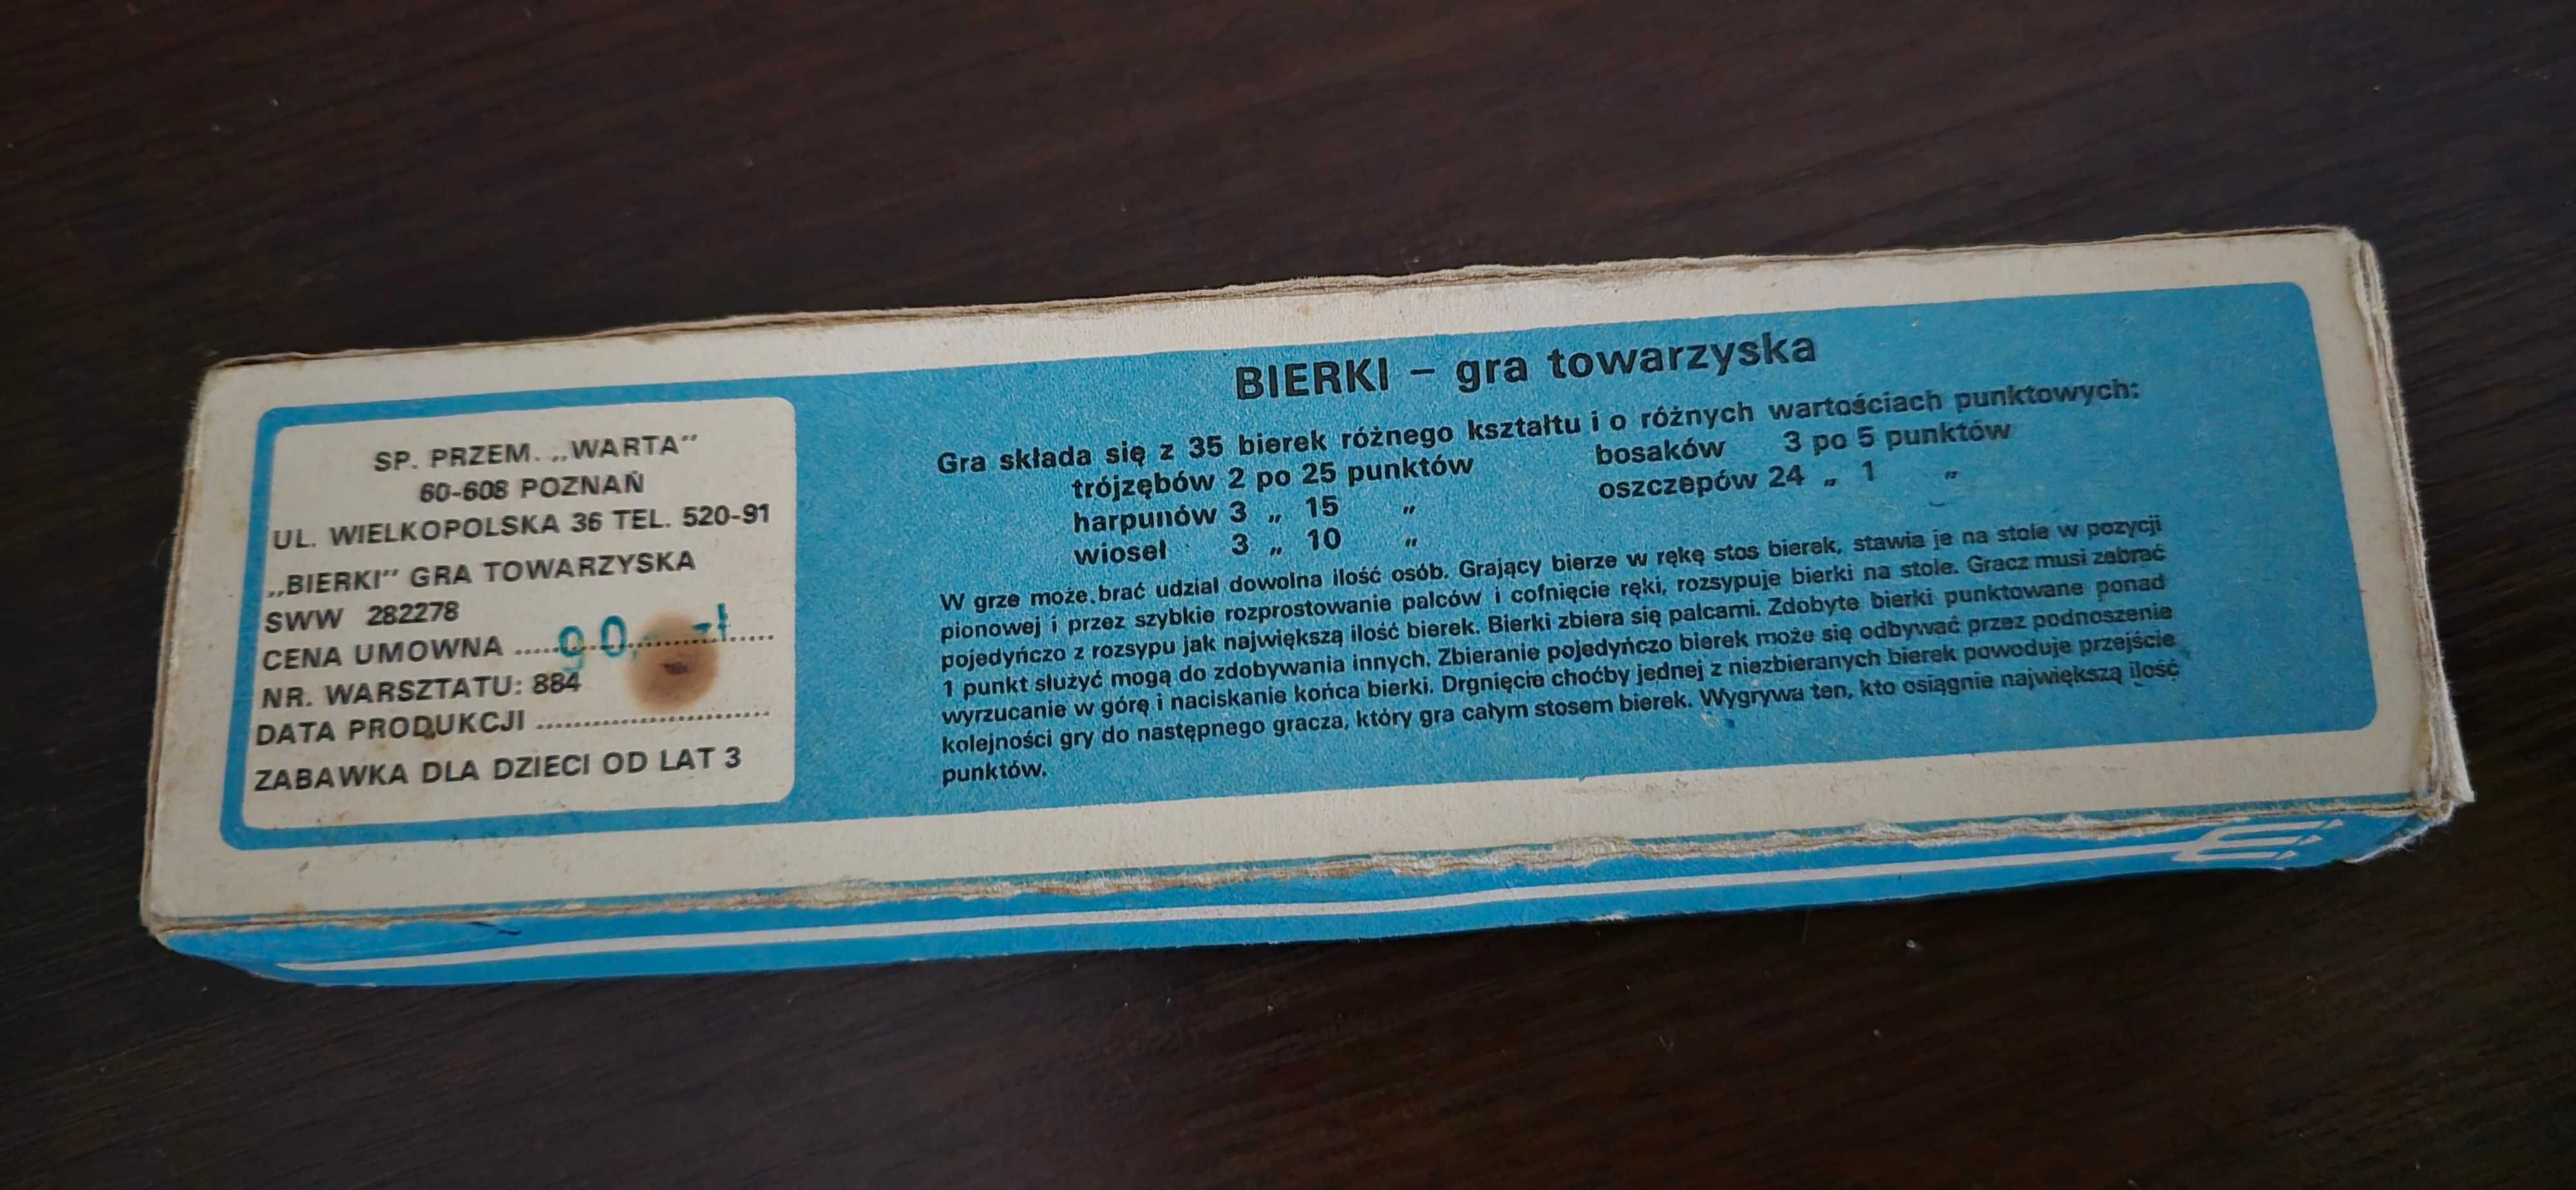 SP. PRZEM. „WARTA”
60-608 POZNAŃ
UL. WIELKOPOLSKA 36 TEL. 520-91
„BIERKI” GRA TOWARZYSKA
SWW 282278
CENA UMOWNA ......90,-zł......
NR. WARSZTATU: 884
DATA PRODUKCJI ..............................
ZABAWKA DLA DZIECI OD LAT 3
BIERKI – gra towarzyska
Gra składa się z 35 bierek różnego kształtu i o różnych wartościach punktowych:
trójzębów 2 po 25 punktów bosaków 3 po 5 punktów
harpunów 3 „ 15 „ oszczepów 24 „ 1 „
wioseł 3 „ 10 „
W grze może brać udział dowolna ilość osób. Grający bierze w rękę stos bierek, stawia je na stole w pozycji
pionowej i przez szybkie rozprostowanie palców i cofnięcie ręki, rozsypuje bierki na stole. Gracz musi zebrać
pojedyńczo z rozsypu jak największą ilość bierek. Bierki zbiera się palcami. Zdobyte bierki punktowane ponad
1 punkt służyć mogą do zdobywania innych. Zbieranie pojedyńczo bierek może się odbywać przez podnoszenie
wyrzucanie w górę i naciskanie końca bierki. Drgnięcie choćby jednej z niezbieranych bierek powoduje przejście
kolejności gry do następnego gracza, który gra całym stosem bierek. Wygrywa ten, kto osiągnie największą ilość
punktów.